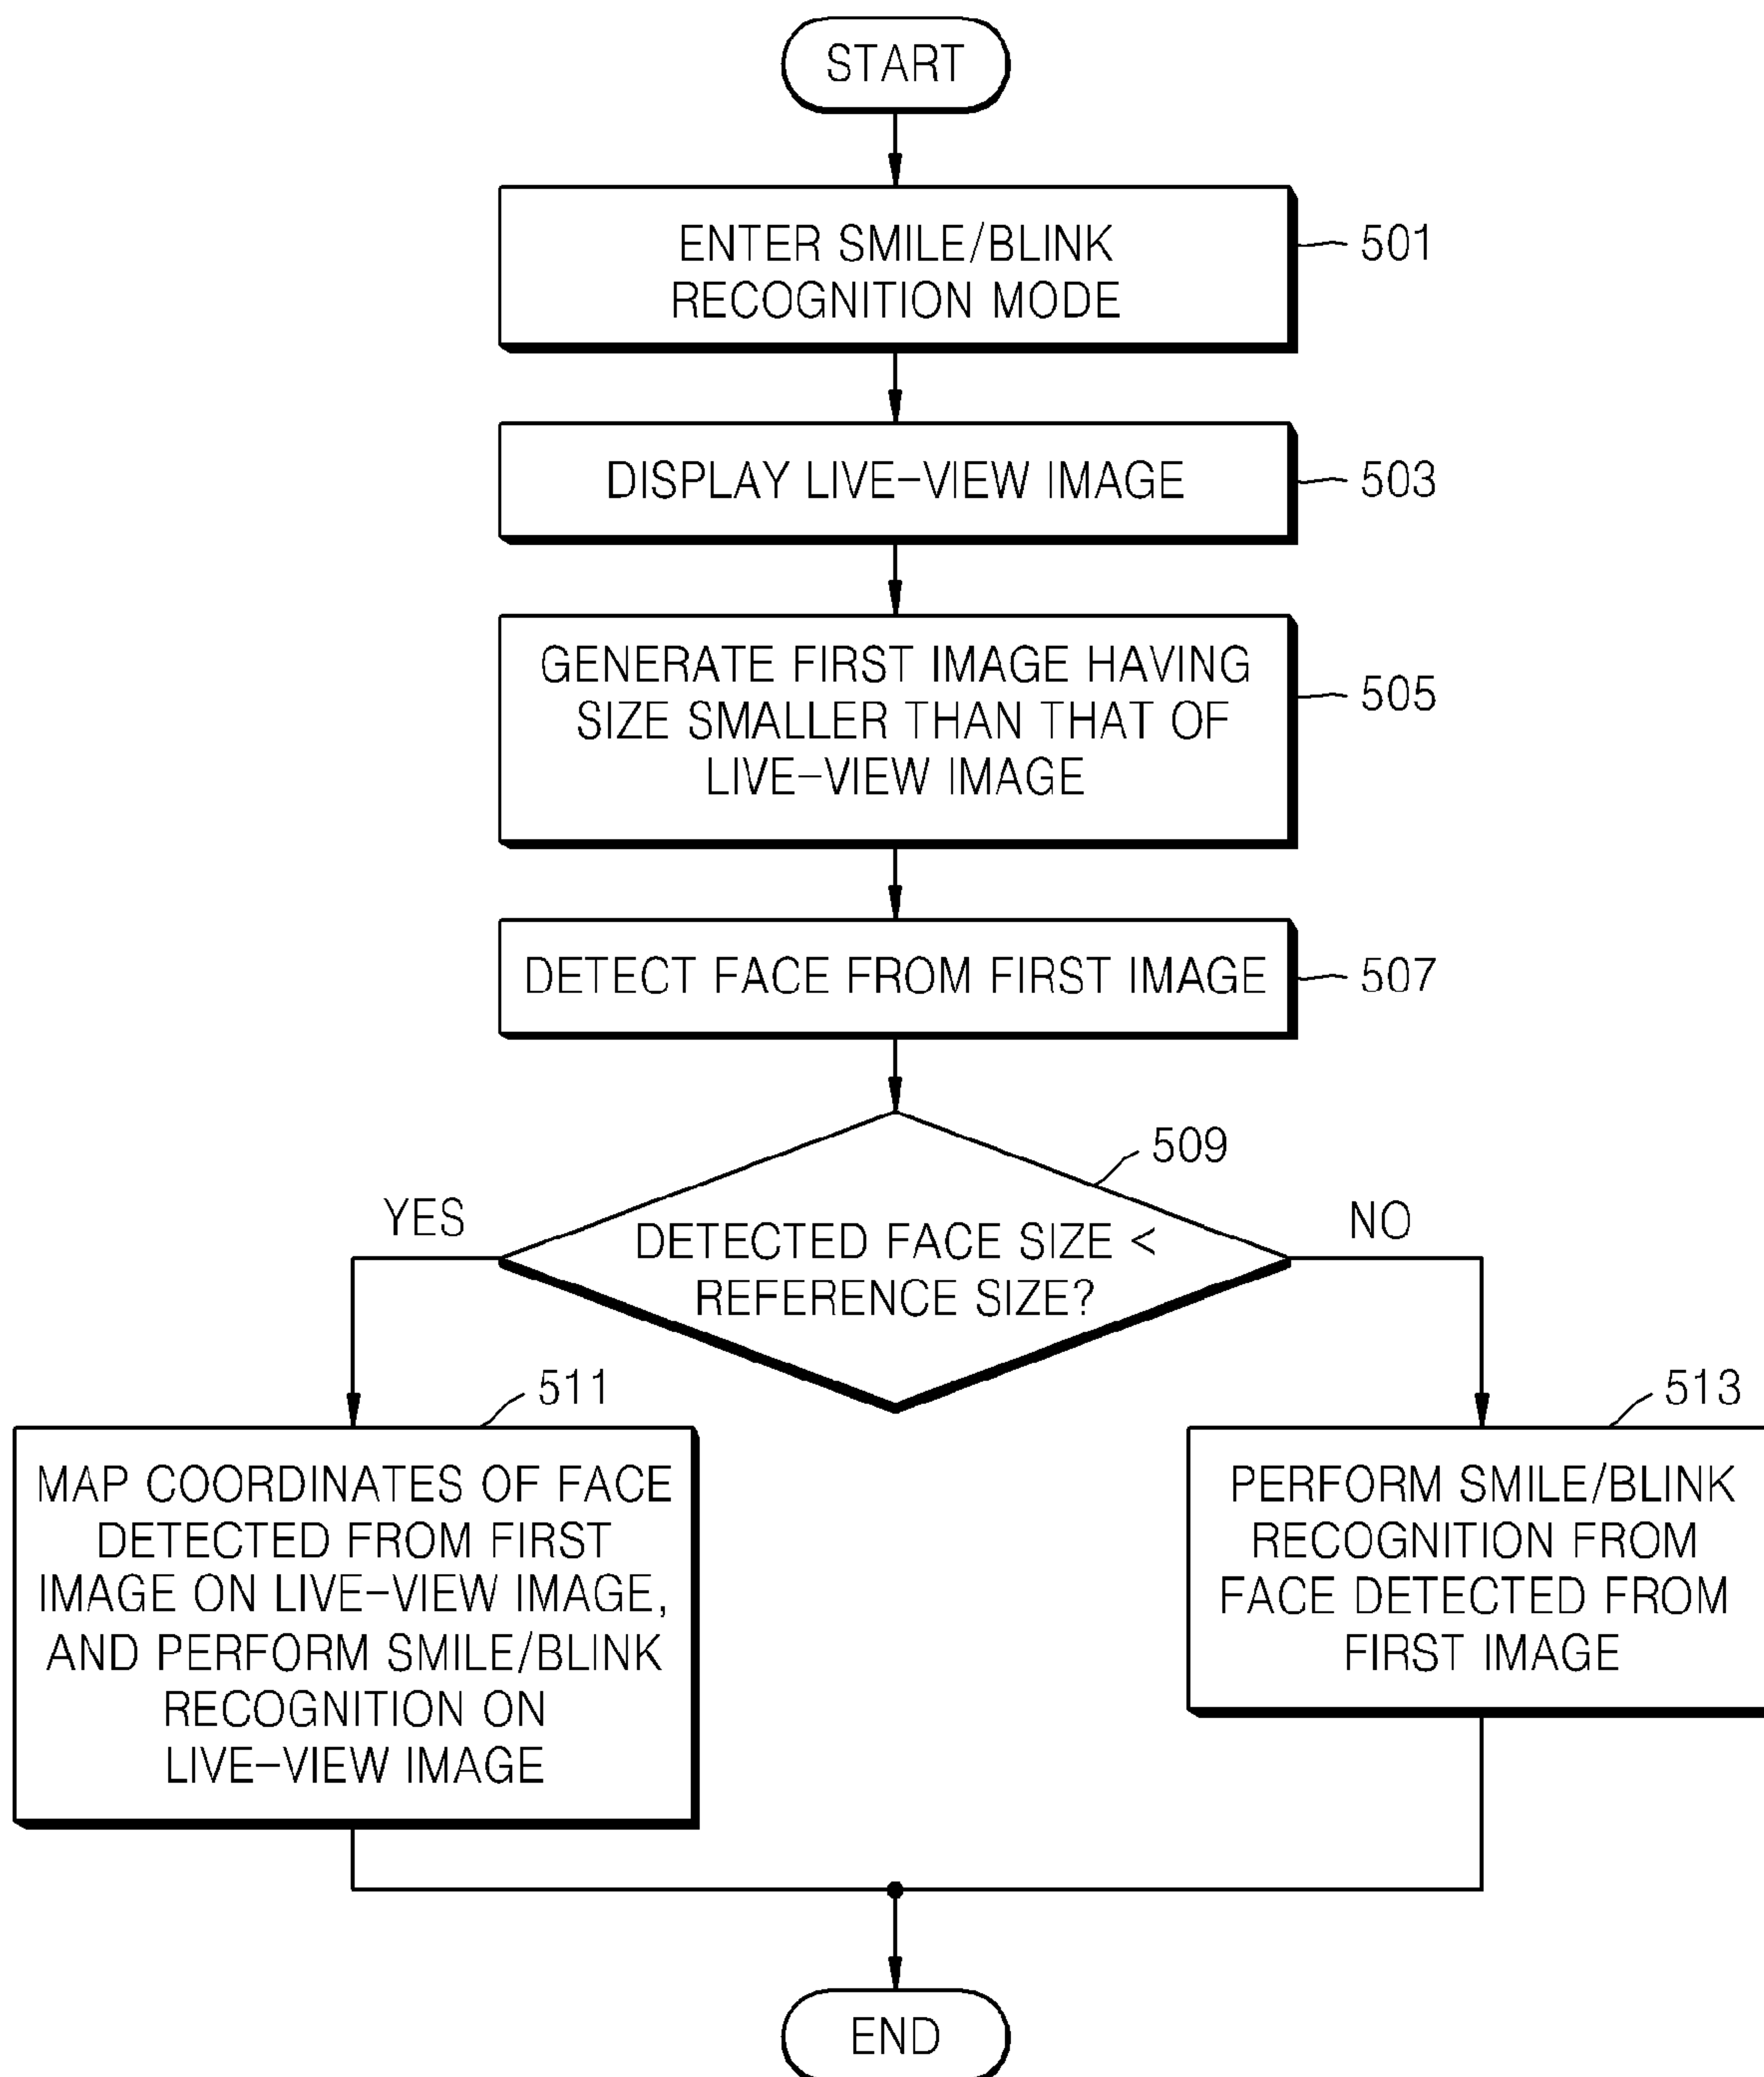 START
ENTER SMILE/BLINK
RECOGNITION MODE
501
DISPLAY LIVE-VIEW IMAGE
503
GENERATE FIRST IMAGE HAVING
SIZE SMALLER THAN THAT OF
LIVE-VIEW IMAGE
505
DETECT FACE FROM FIRST IMAGE
507
509
YES
NO
DETECTED FACE SIZE <
REFERENCE SIZE?
511
MAP COORDINATES OF FACE
DETECTED FROM FIRST
IMAGE ON LIVE-VIEW IMAGE,
AND PERFORM SMILE/BLINK
RECOGNITION ON
LIVE-VIEW IMAGE
513
PERFORM SMILE/BLINK
RECOGNITION FROM
FACE DETECTED FROM
FIRST IMAGE
END